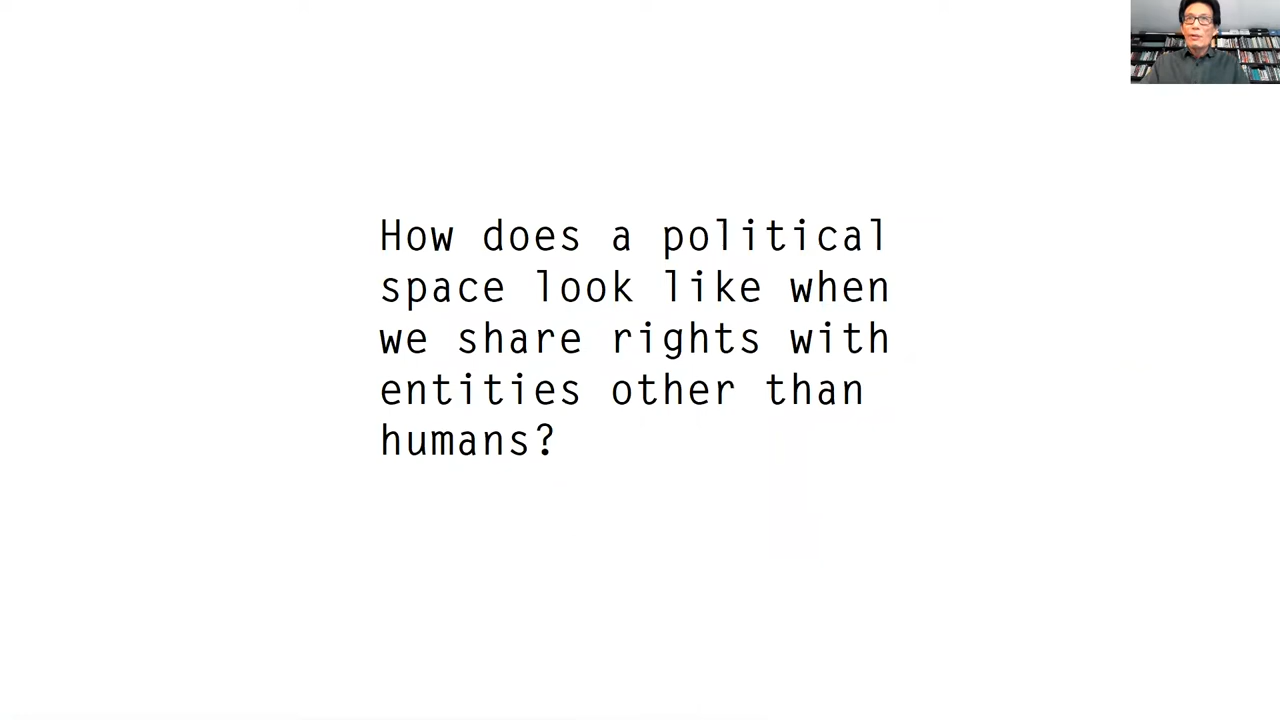 How does a political
space look like when
we share rights with
entities other than
humans?